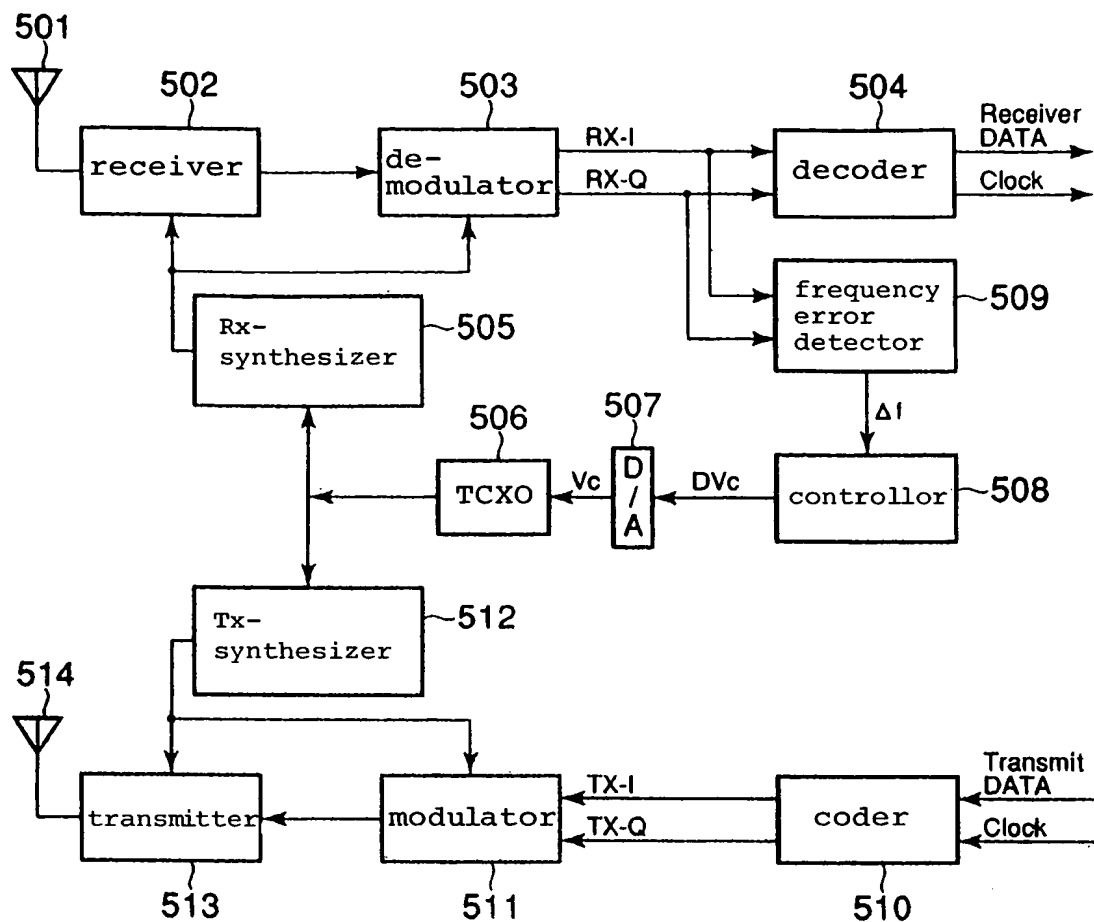 501
502
503
504
receiver
de-
modulator
RX-I
RX-Q
decoder
Receiver
DATA
Clock
Rx-
synthesizer
505
frequency
error
detector
509
Δf
506
507
TCXO
Vc
D/A
DVc
controllor
508
Tx-
synthesizer
512
514
transmitter
modulator
TX-I
TX-Q
coder
Transmit
DATA
Clock
513
511
510